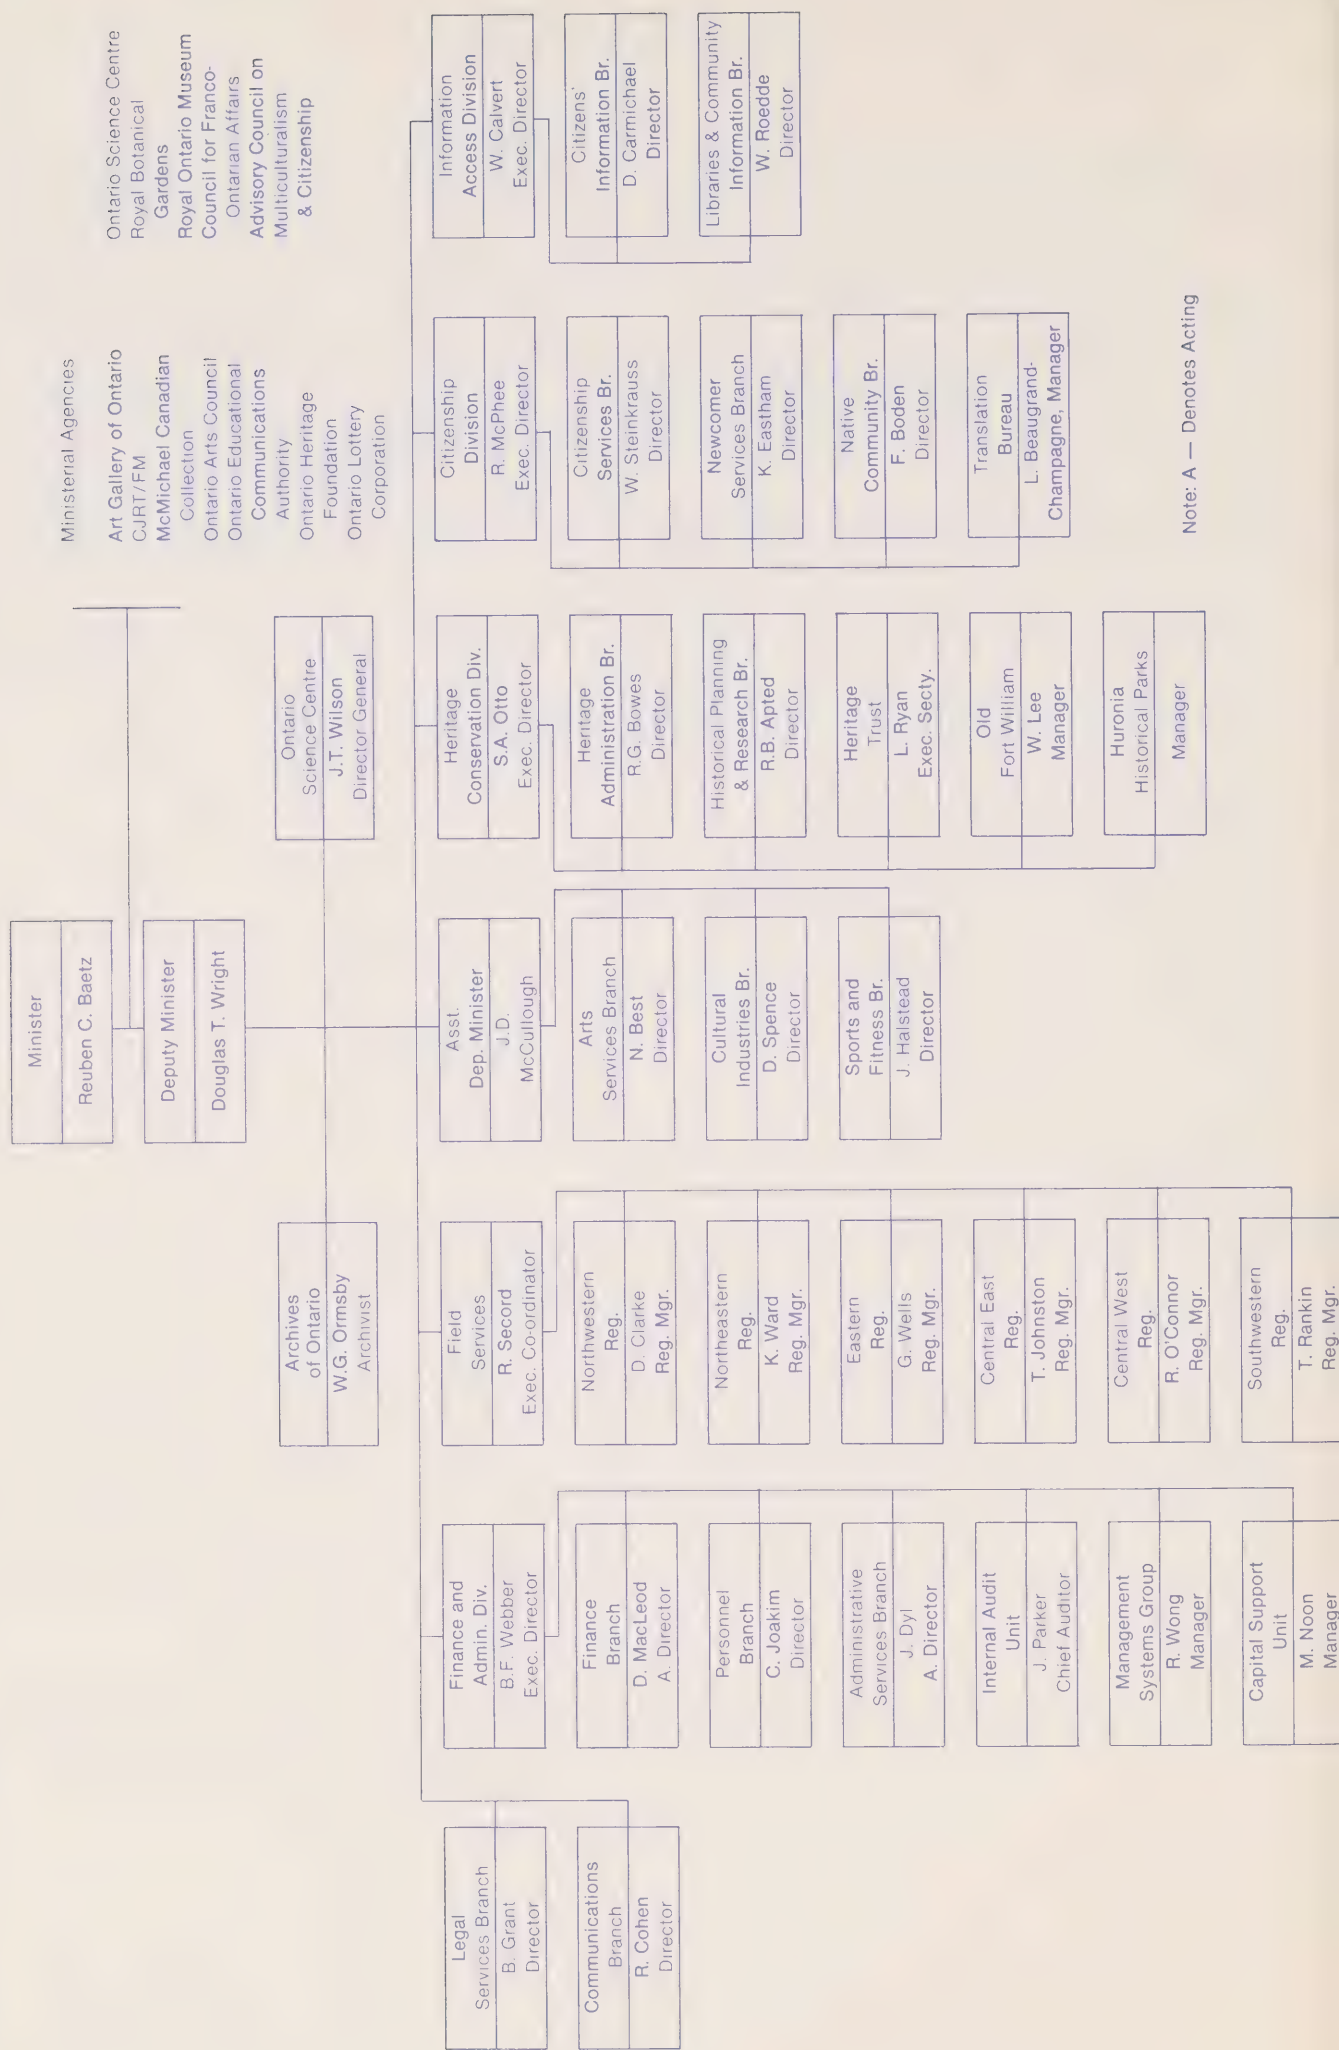 Minister
Reuben C. Baetz
Deputy Minister
Douglas T. Wright
Ministerial Agencies
Art Gallery of Ontario
CJRT/FM
McMichael Canadian
Collection
Ontario Arts Council
Ontario Educational
Communications
Authority
Ontario Heritage
Foundation
Ontario Lottery
Corporation
Ontario Science Centre
Royal Botanical
Gardens
Royal Ontario Museum
Council for Franco-
Ontarian Affairs
Advisory Council on
Multiculturalism
& Citizenship
Archives
of Ontario
W.G. Ormsby
Archivist
Ontario
Science Centre
J.T. Wilson
Director General
Legal
Services Branch
B. Grant
Director
Communications
Branch
R. Cohen
Director
Finance and
Admin. Div.
B.F. Webber
Exec. Director
Finance
Branch
D. MacLeod
A. Director
Personnel
Branch
C. Joakim
Director
Administrative
Services Branch
J. Dyl
A. Director
Internal Audit
Unit
J. Parker
Chief Auditor
Management
Systems Group
R. Wong
Manager
Capital Support
Unit
M. Noon
Manager
Field
Services
R. Secord
Exec. Co-ordinator
Northwestern
Reg.
D. Clarke
Reg. Mgr.
Northeastern
Reg.
K. Ward
Reg. Mgr.
Eastern
Reg.
G. Wells
Reg. Mgr.
Central East
Reg.
T. Johnston
Reg. Mgr.
Central West
Reg.
R. O'Connor
Reg. Mgr.
Southwestern
Reg.
T. Rankin
Reg. Mgr.
Asst.
Dep. Minister
J.D.
McCullough
Arts
Services Branch
N. Best
Director
Cultural
Industries Br.
D. Spence
Director
Sports and
Fitness Br.
J. Halstead
Director
Heritage
Conservation Div.
S.A. Otto
Exec. Director
Heritage
Administration Br.
R.G. Bowes
Director
Historical Planning
& Research Br.
R.B. Apted
Director
Heritage
Trust
L. Ryan
Exec. Secty.
Old
Fort William
W. Lee
Manager
Huronia
Historical Parks
Manager
Citizenship
Division
R. McPhee
Exec. Director
Citizenship
Services Br.
W. Steinkrauss
Director
Newcomer
Services Branch
K. Eastham
Director
Native
Community Br.
F. Boden
Director
Translation
Bureau
L. Beaugrand-
Champagne, Manager
Information
Access Division
W. Calvert
Exec. Director
Citizens'
Information Br.
D. Carmichael
Director
Libraries & Community
Information Br.
W. Roedde
Director
Note: A — Denotes Acting